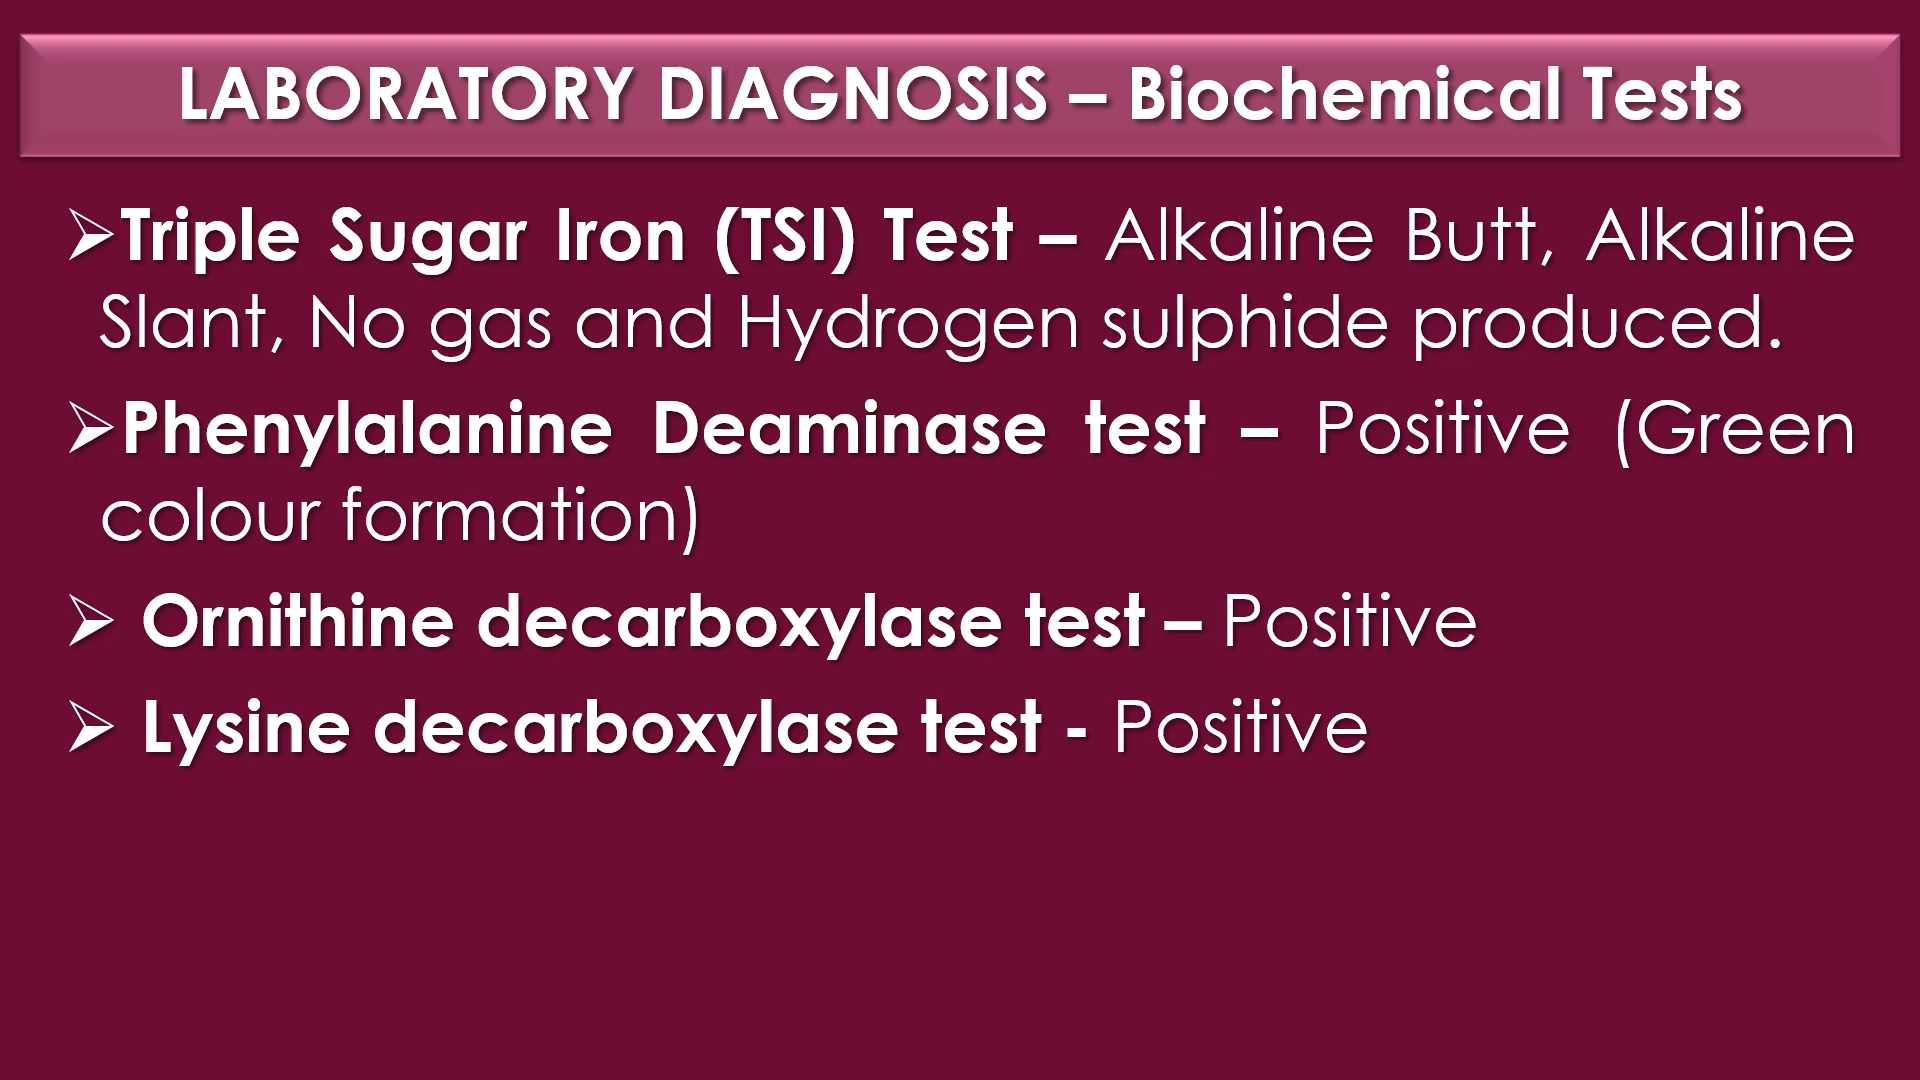 LABORATORY DIAGNOSIS – Biochemical Tests
➢Triple Sugar Iron (TSI) Test – Alkaline Butt, Alkaline
Slant, No gas and Hydrogen sulphide produced.
➢Phenylalanine Deaminase test – Positive (Green
colour formation)
➢ Ornithine decarboxylase test – Positive
➢ Lysine decarboxylase test - Positive